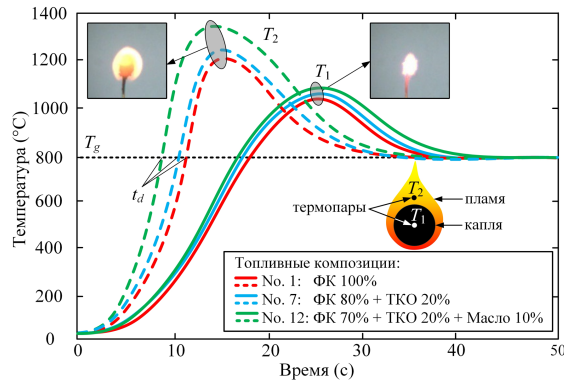 1400
1200
1000
800
600
400
200
0
Температура (°C)
T2
T1
Tg
td
T2
термопары
T1
пламя
капля
Топливные композиции:
No. 1: ФК 100%
No. 7: ФК 80% + ТКО 20%
No. 12: ФК 70% + ТКО 20% + Масло 10%
0 10 20 30 40 50
Время (с)